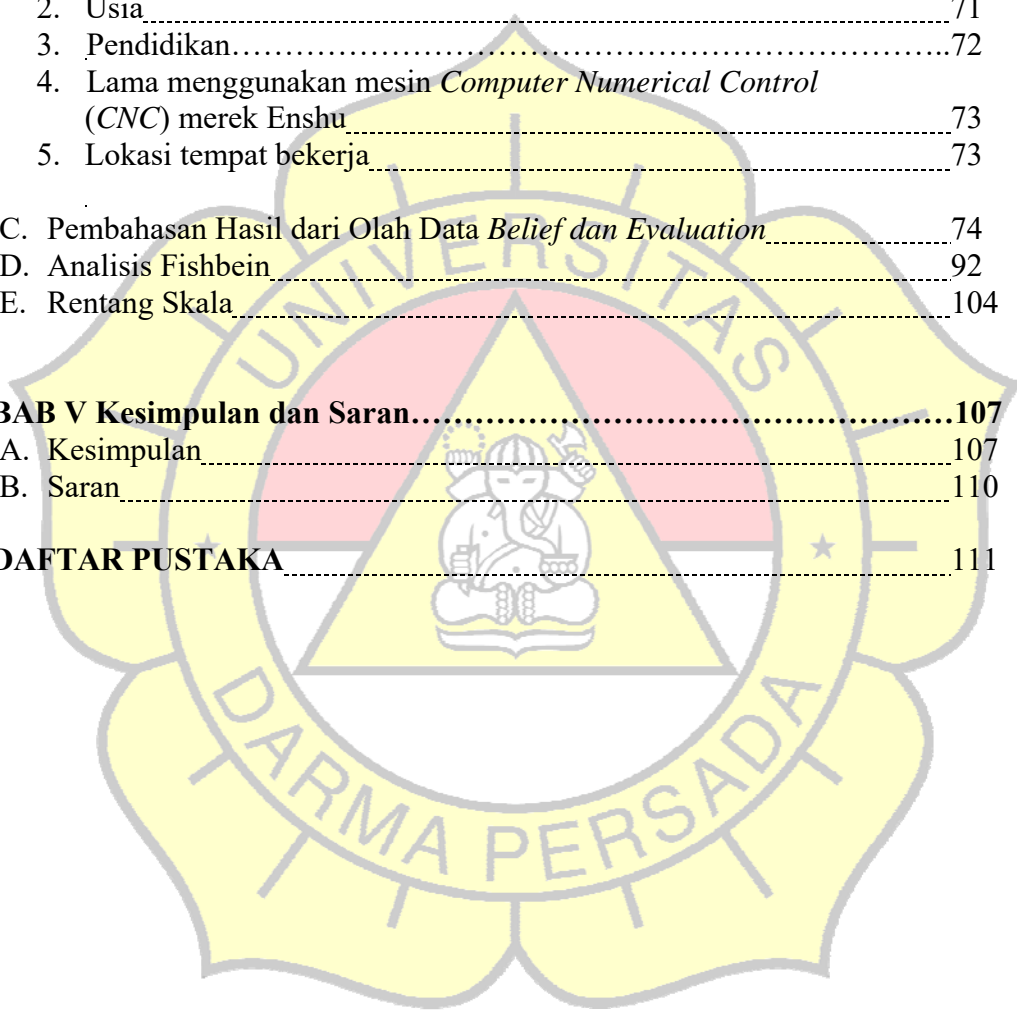 2. Usia 71
3. Pendidikan……………………………………………………………..72
4. Lama menggunakan mesin Computer Numerical Control
(CNC) merek Enshu 73
5. Lokasi tempat bekerja 73
C. Pembahasan Hasil dari Olah Data Belief dan Evaluation 74
D. Analisis Fishbein 92
E. Rentang Skala 104
BAB V Kesimpulan dan Saran……………………………………………107
A. Kesimpulan 107
B. Saran 110
DAFTAR PUSTAKA 111
UNIVERSITAS
DARMA PERSADA